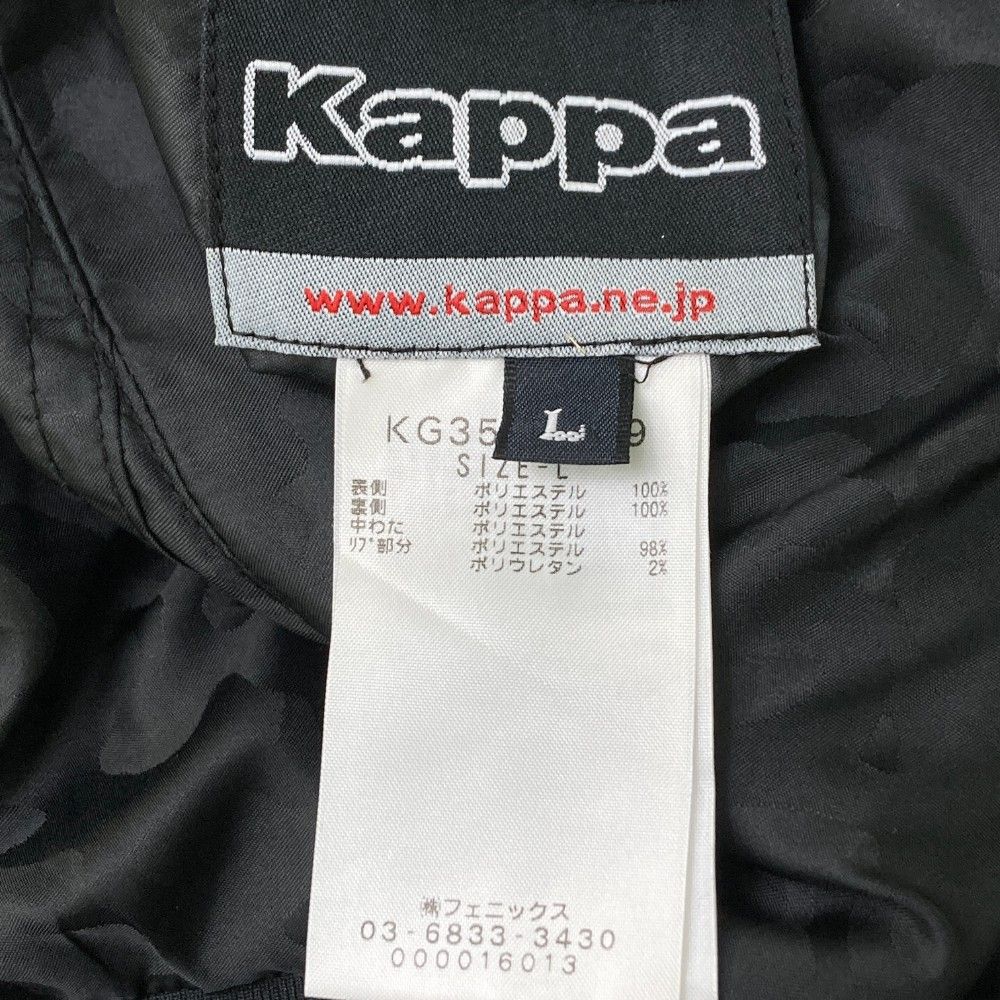 Kappa
www.kappa.ne.jp
L
KG35 9
SIZE-L
表側 ポリエステル 100%
裏側 ポリエステル 100%
中わた ポリエステル
リブ部分 ポリエステル 98%
ポリウレタン 2%
㈱フェニックス
03-6833-3430
000016013